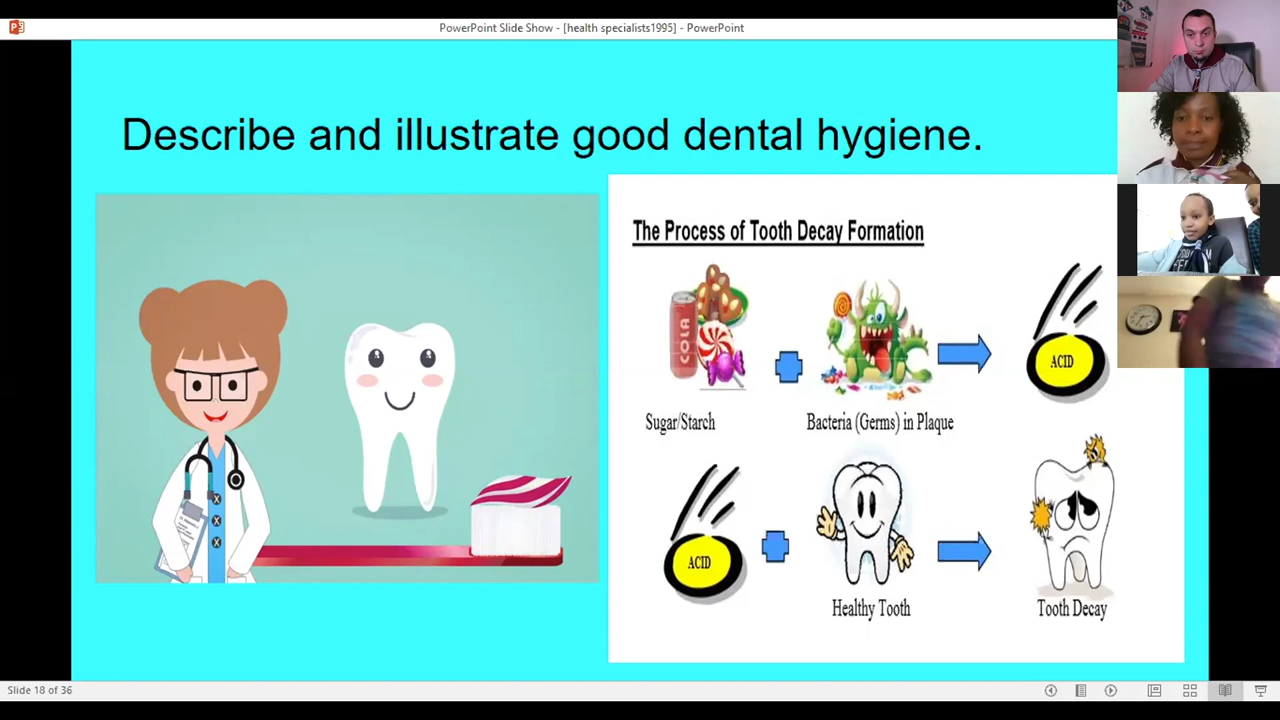 PowerPoint Slide Show - [health specialists1995] - PowerPoint
Describe and illustrate good dental hygiene.
The Process of Tooth Decay Formation
COLA
ACID
Sugar/Starch
Bacteria (Germs) in Plaque
ACID
Healthy Tooth
Tooth Decay
Slide 18 of 36